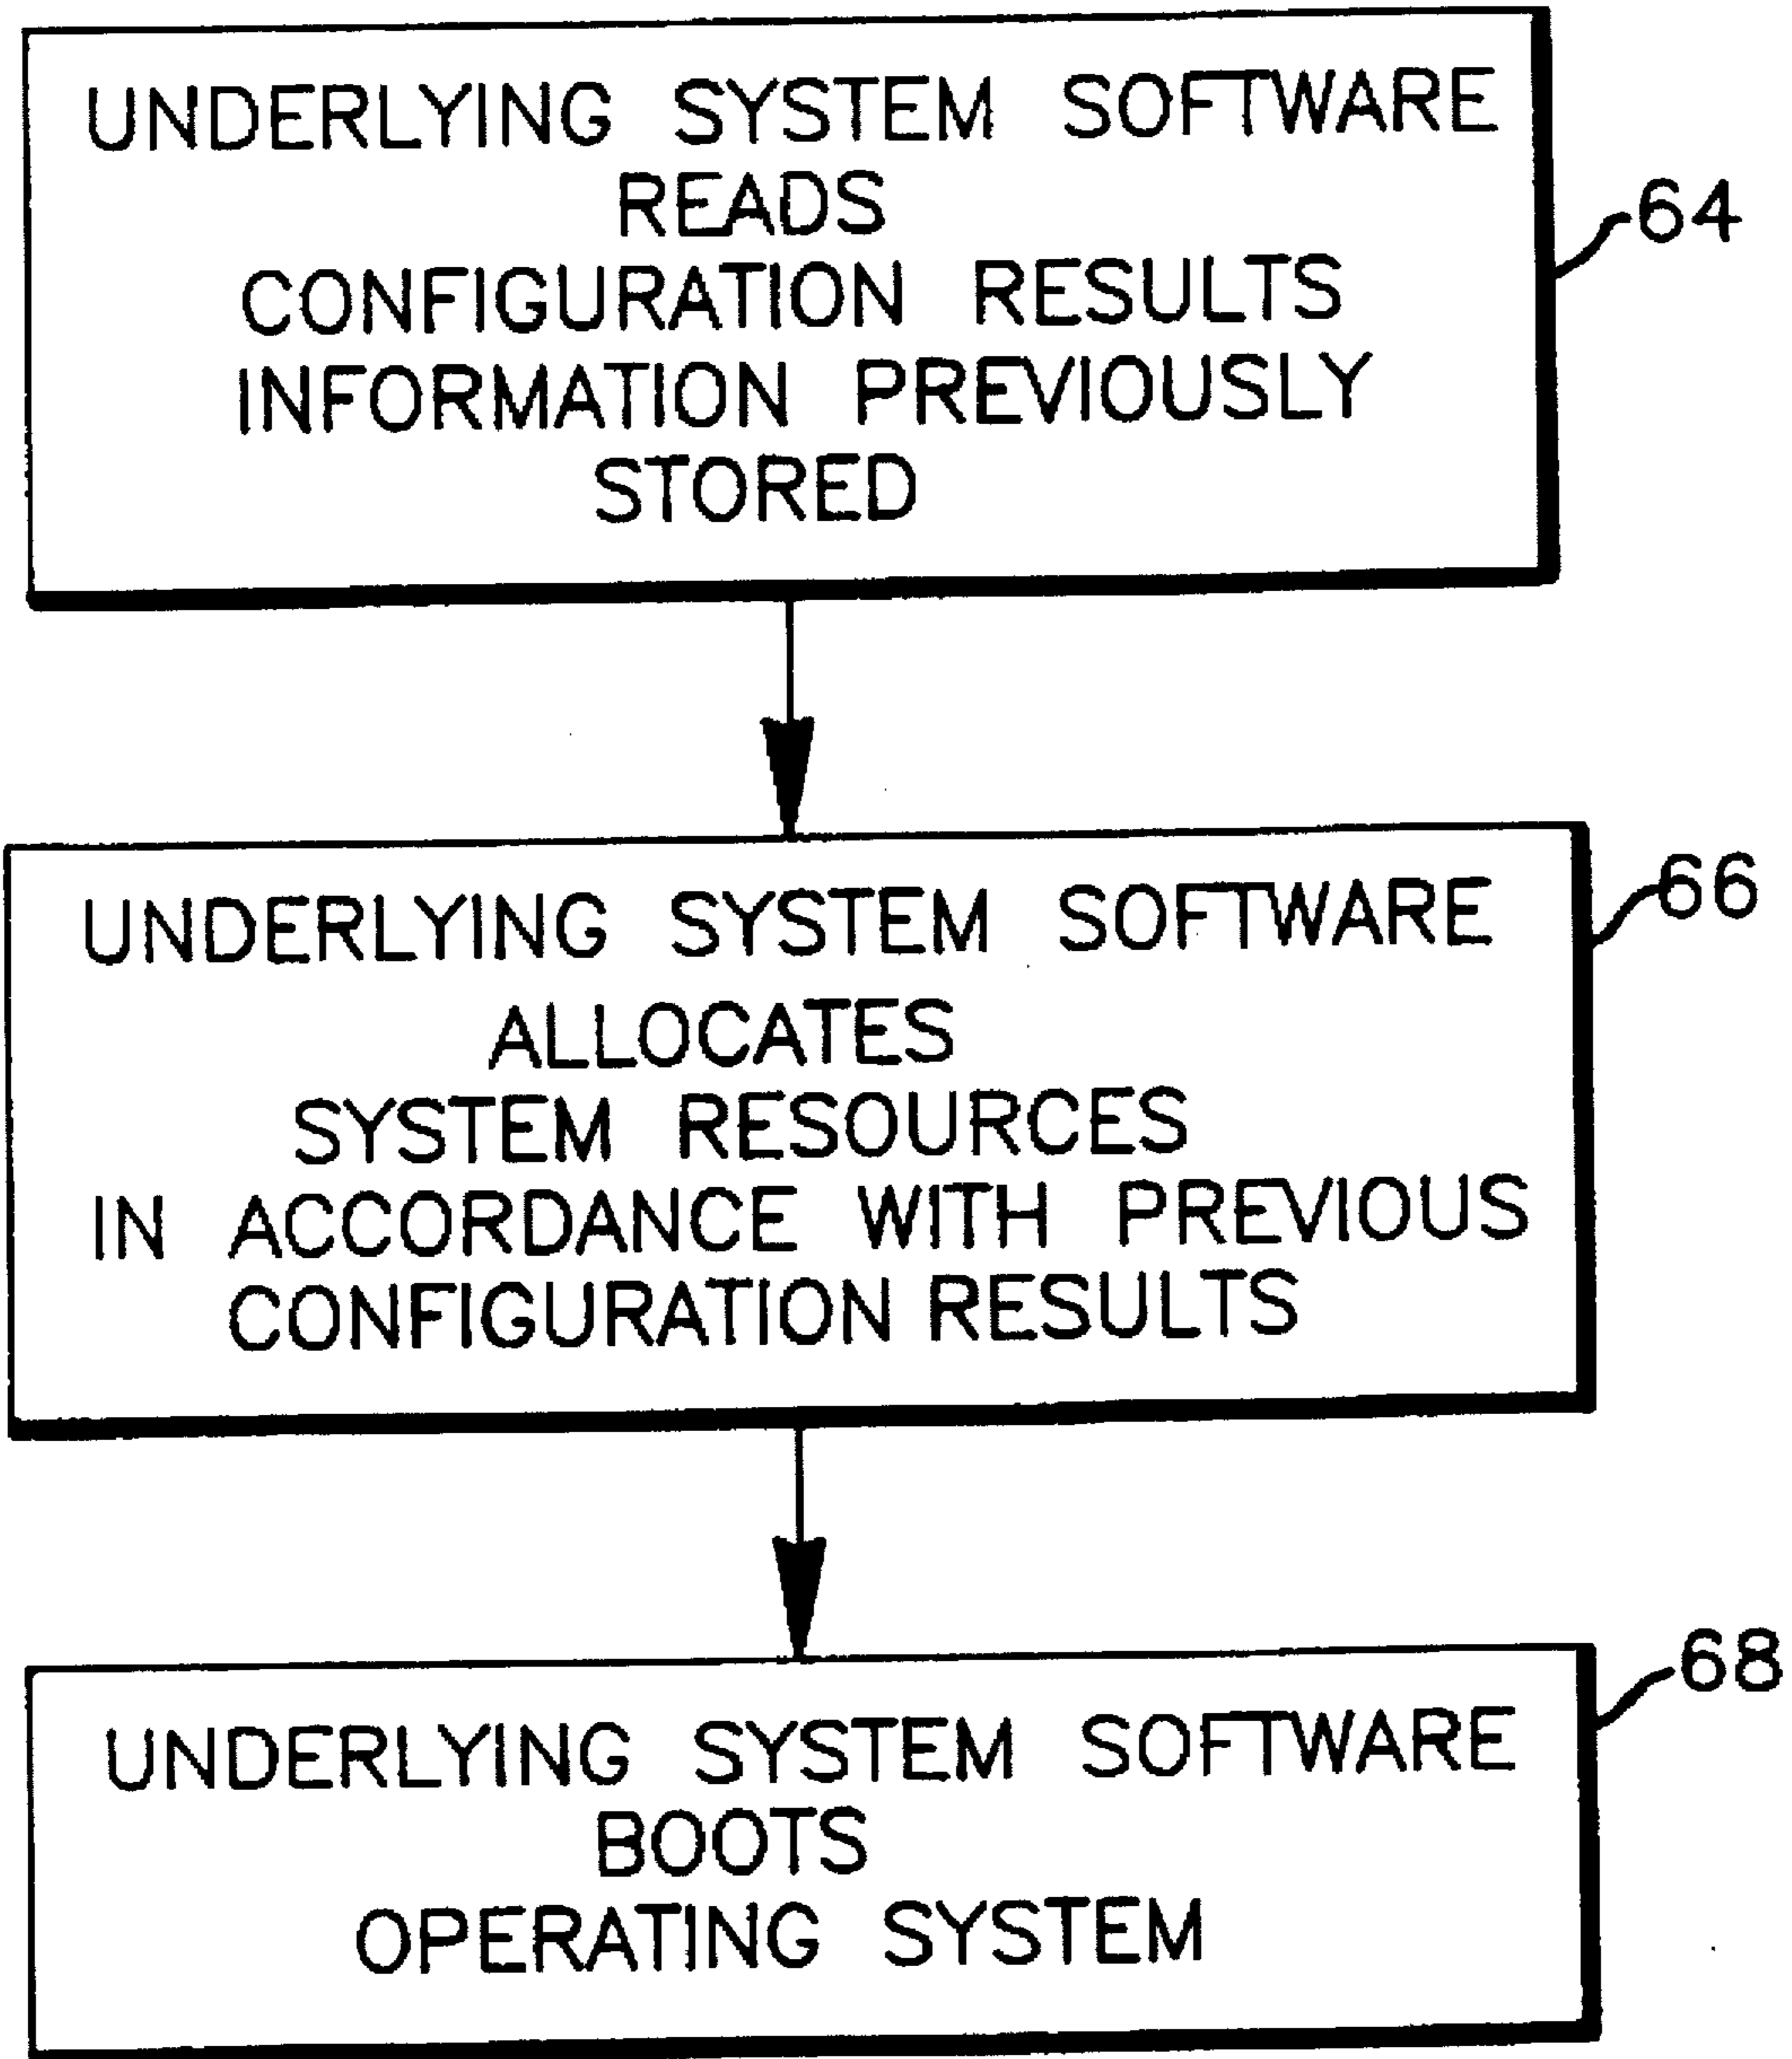 UNDERLYING SYSTEM SOFTWARE
READS
CONFIGURATION RESULTS
INFORMATION PREVIOUSLY
STORED
64
UNDERLYING SYSTEM SOFTWARE
ALLOCATES
SYSTEM RESOURCES
IN ACCORDANCE WITH PREVIOUS
CONFIGURATION RESULTS
66
UNDERLYING SYSTEM SOFTWARE
BOOTS
OPERATING SYSTEM
68